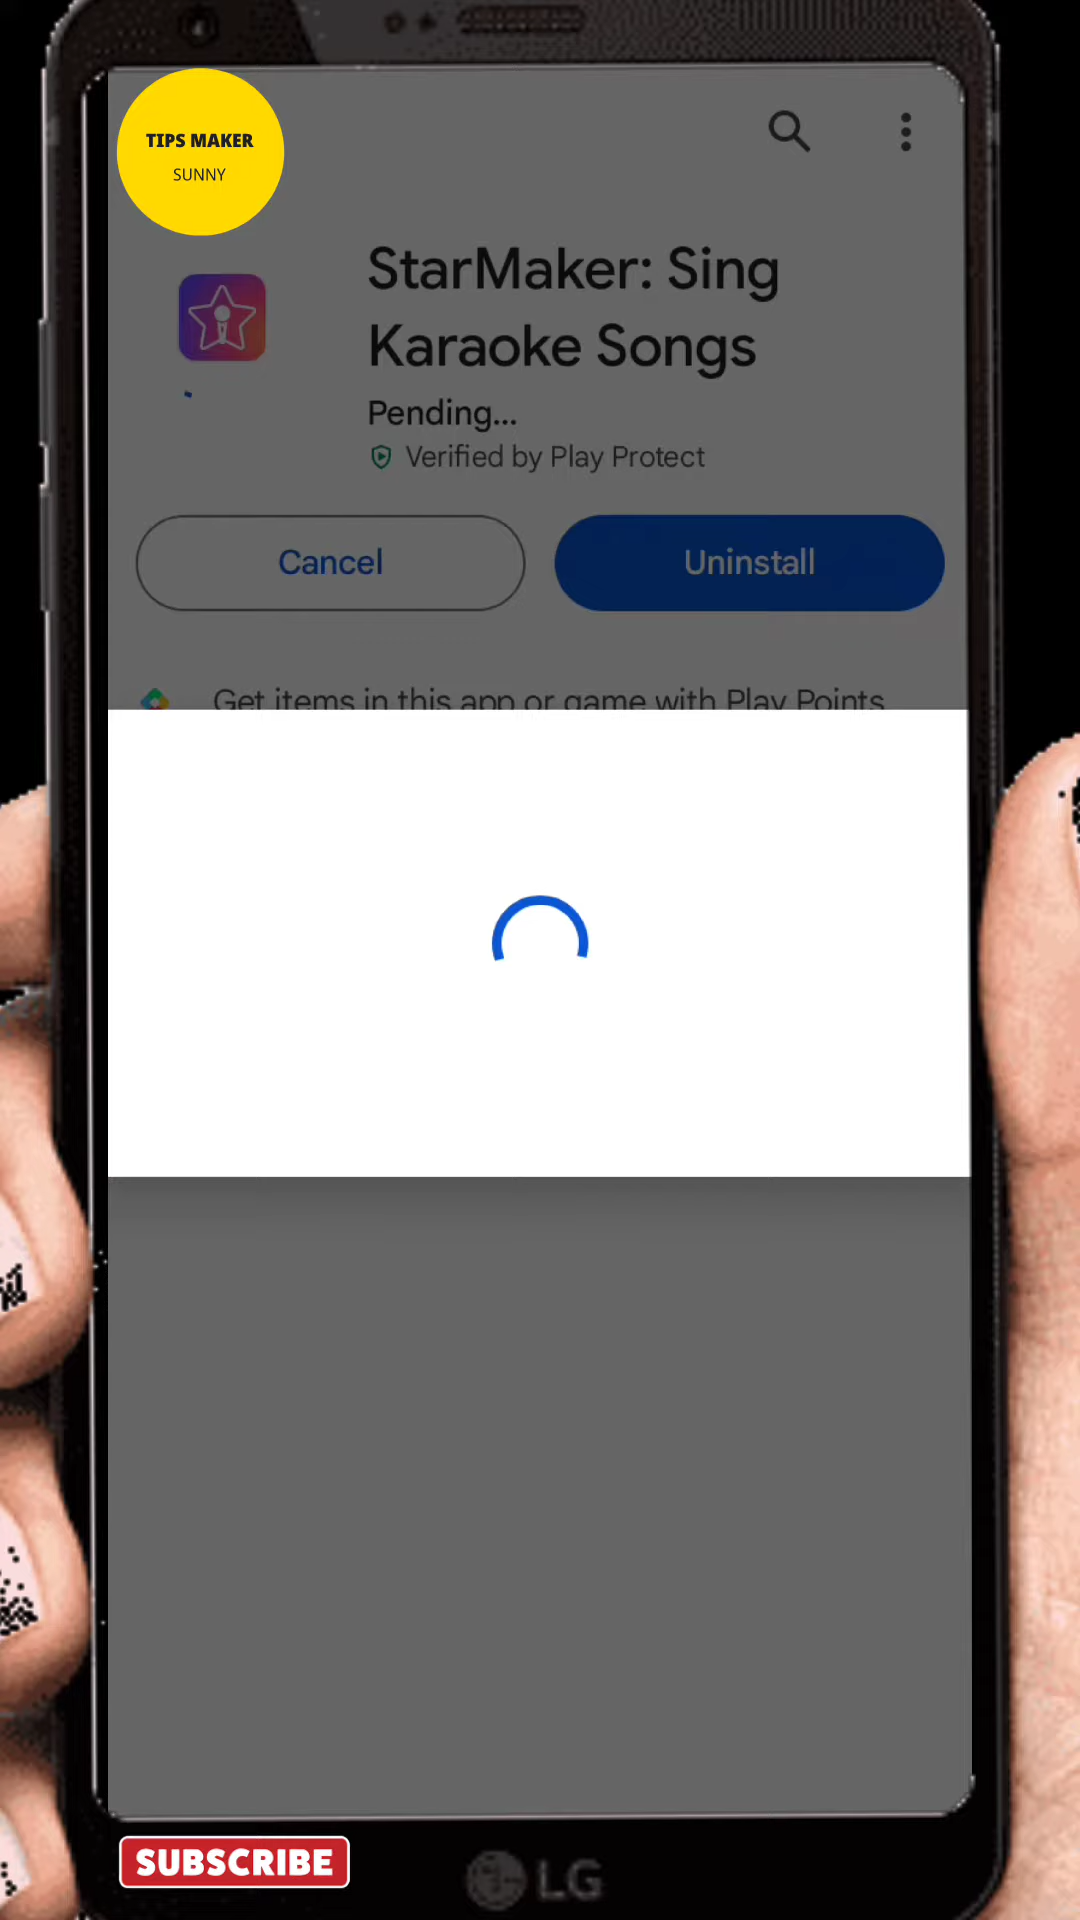 TIPS MAKER
SUNNY
StarMaker: Sing
Karaoke Songs
Pending...
Verified by Play Protect
Cancel
Uninstall
Get items in this app or game with Play Points
SUBSCRIBE
LG